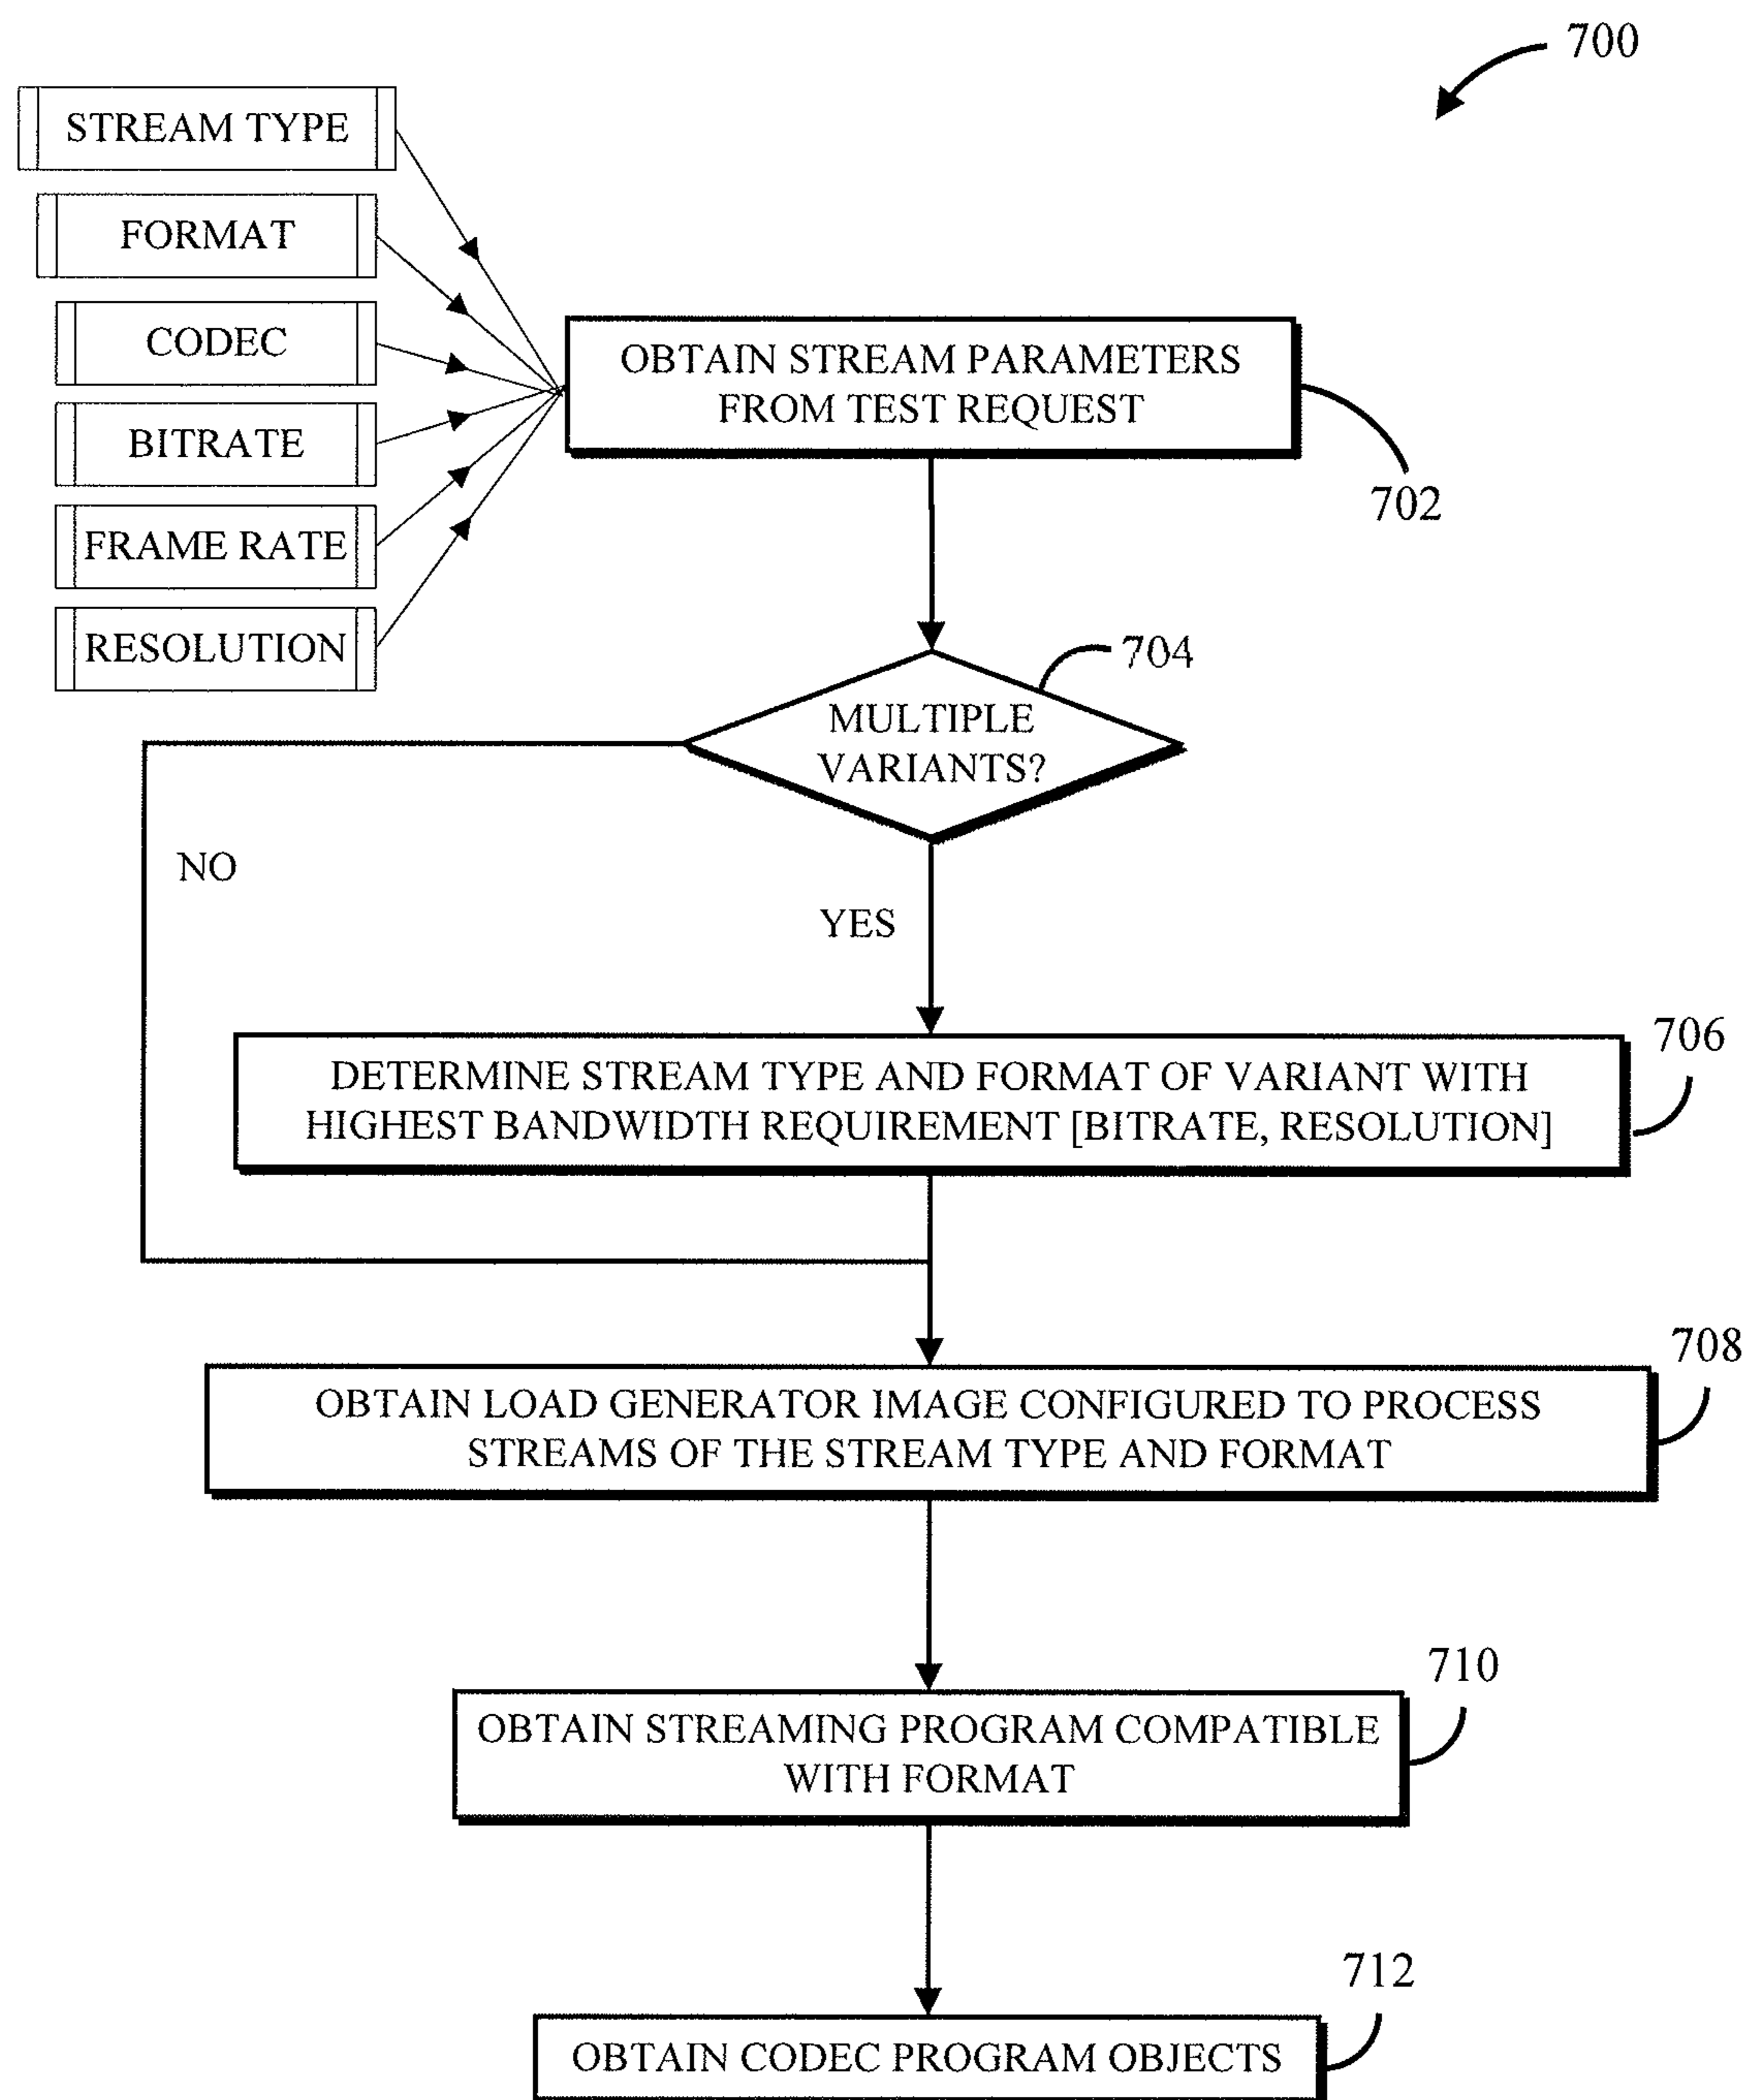 700
STREAM TYPE
FORMAT
CODEC
BITRATE
FRAME RATE
RESOLUTION
OBTAIN STREAM PARAMETERS
FROM TEST REQUEST
702
704
MULTIPLE
VARIANTS?
NO
YES
706
DETERMINE STREAM TYPE AND FORMAT OF VARIANT WITH
HIGHEST BANDWIDTH REQUIREMENT [BITRATE, RESOLUTION]
708
OBTAIN LOAD GENERATOR IMAGE CONFIGURED TO PROCESS
STREAMS OF THE STREAM TYPE AND FORMAT
710
OBTAIN STREAMING PROGRAM COMPATIBLE
WITH FORMAT
712
OBTAIN CODEC PROGRAM OBJECTS